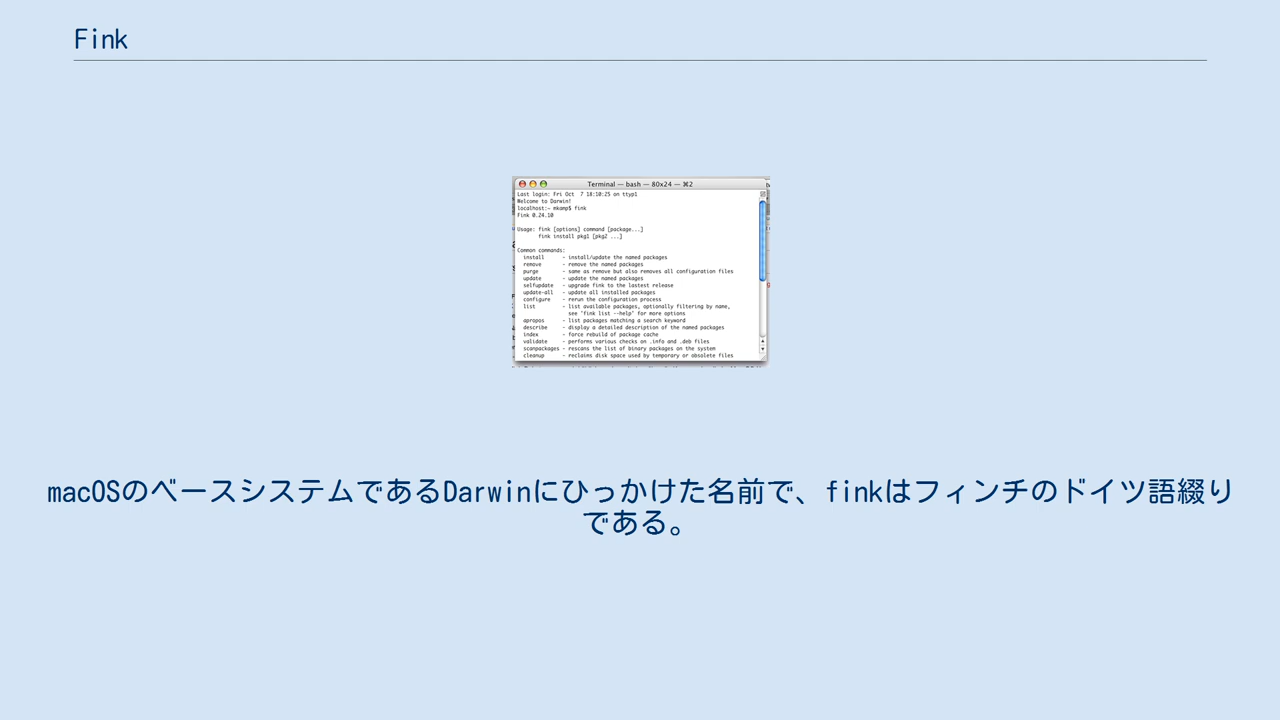 Fink
Terminal — bash — 80x24 — ⌘2
Last login: Fri Oct  7 18:10:25 on ttyp1
Welcome to Darwin!
localhost:~ mkamp$ fink
Fink 0.24.10
Usage: fink [options] command [package...]
fink install pkg1 [pkg2 ...]
Common commands:
install - install/update the named packages
remove - remove the named packages
purge - same as remove but also removes all configuration files
update - update the named packages
selfupdate - upgrade fink to the lastest release
update-all - update all installed packages
configure - rerun the configuration process
list - list available packages, optionally filtering by name,
see "fink list --help" for more options
apropos - list packages matching a search keyword
describe - display a detailed description of the named packages
index - force rebuild of package cache
validate - performs various checks on .info and .deb files
scanpackages - rescans the list of binary packages on the system
cleanup - reclaims disk space used by temporary or obsolete files
macOSのベースシステムであるDarwinにひっかけた名前で、finkはフィンチのドイツ語綴り
である。